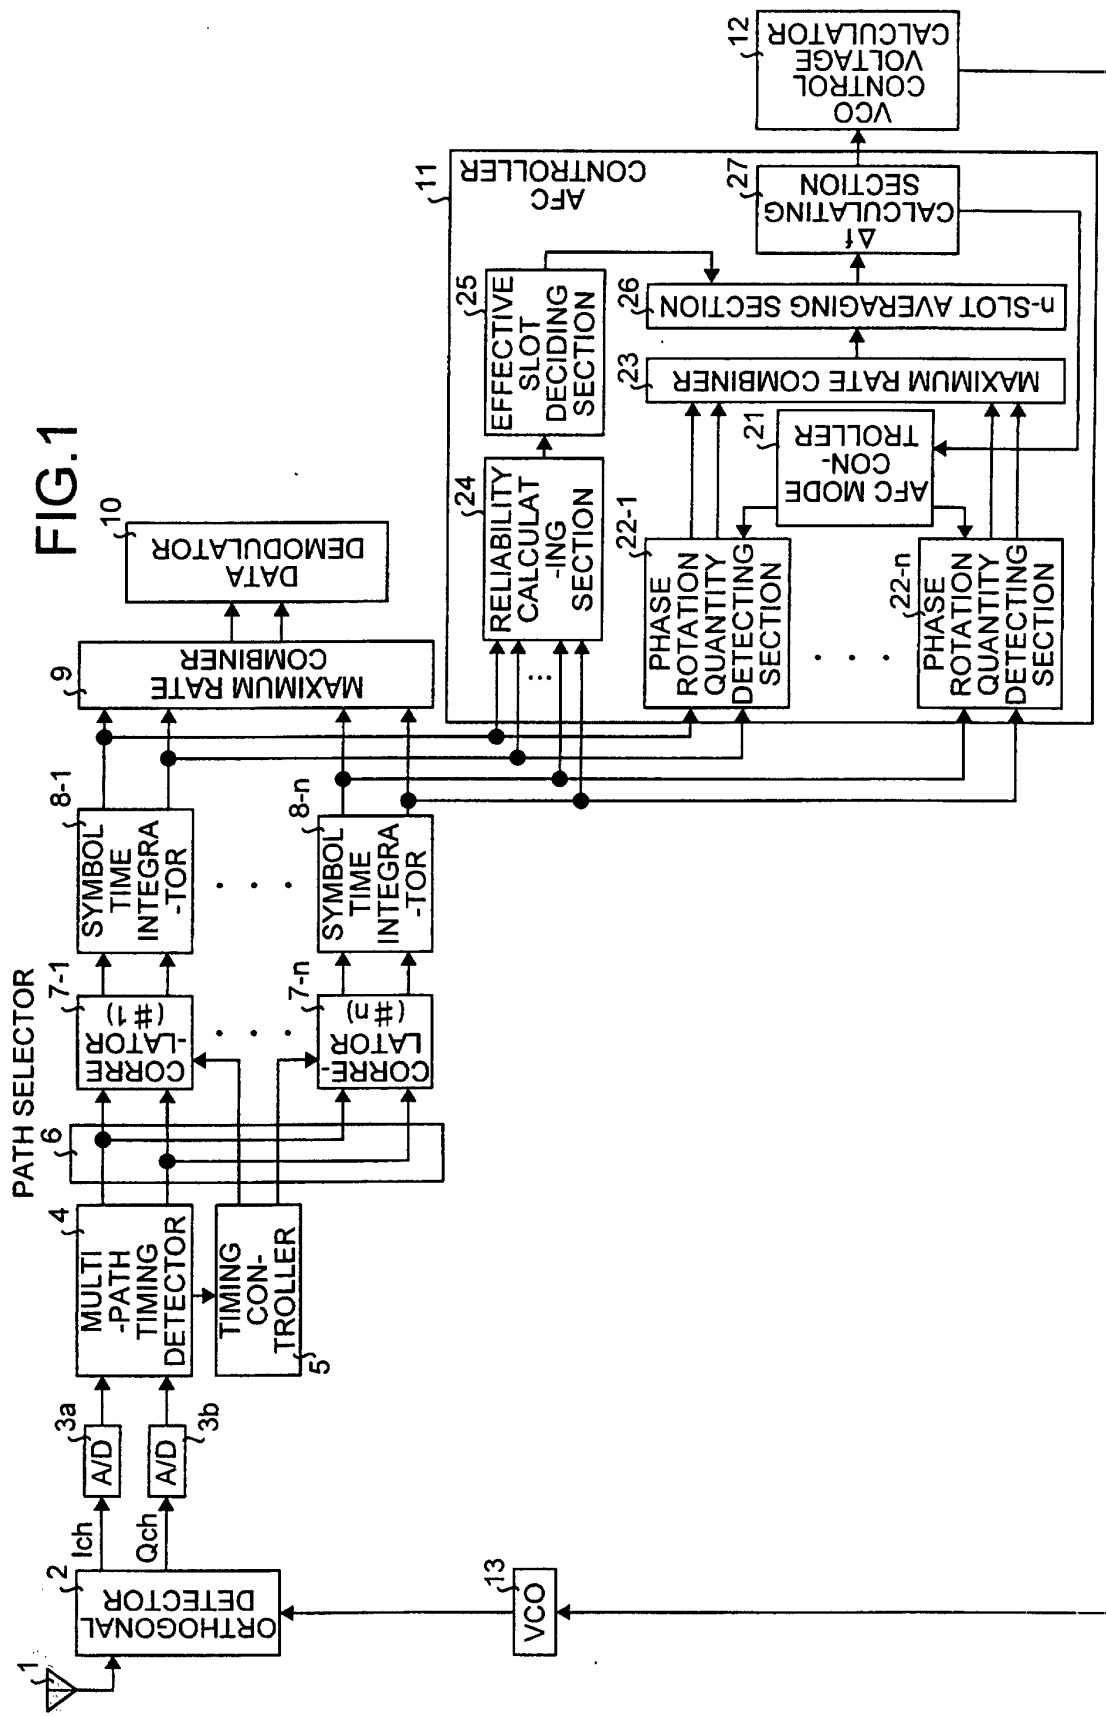 FIG.1
1
2
ORTHOGONAL
DETECTOR
Ich
Qch
3a
A/D
A/D
3b
4
MULTI
-PATH
TIMING
DETECTOR
TIMING
CON-
TROLLER
5
PATH SELECTOR
6
7-1
CORRE
-LATOR
(#1)
. . .
7-n
CORRE-
LATOR
(#n)
8-1
SYMBOL
TIME
INTEGRA
-TOR
. . .
8-n
SYMBOL
TIME
INTEGRA
-TOR
9
MAXIMUM RATE
COMBINER
10
DATA
DEMODULATOR
11
AFC
CONTROLLER
24
RELIABILITY
CALCULAT
-ING
SECTION
...
25
EFFECTIVE
SLOT
DECIDING
SECTION
22-1
PHASE
ROTATION
QUANTITY
DETECTING
SECTION
. . .
22-n
PHASE
ROTATION
QUANTITY
DETECTING
SECTION
21
AFC MODE
CON-
TROLLER
23
MAXIMUM RATE COMBINER
26
n-SLOT AVERAGING SECTION
27
Δf
CALCULATING
SECTION
12
VCO
CONTROL
VOLTAGE
CALCULATOR
13
VCO